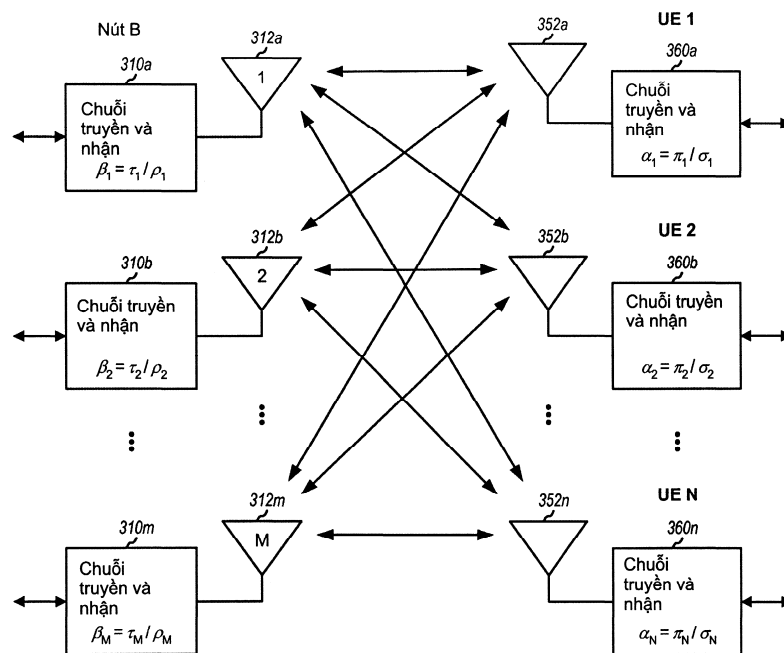 Nút B
312a
352a
UE 1
310a
360a
1
Chuỗi
truyền và
nhận
β1 = τ1 / ρ1
Chuỗi
truyền và
nhận
α1 = π1 / σ1
312b
352b
UE 2
310b
360b
2
Chuỗi truyền
và nhận
β2 = τ2 / ρ2
Chuỗi truyền
và nhận
α2 = π2 / σ2
312m
352n
UE N
310m
360n
M
Chuỗi
truyền và
nhận
βM = τM / ρM
Chuỗi
truyền và
nhận
αN = πN / σN